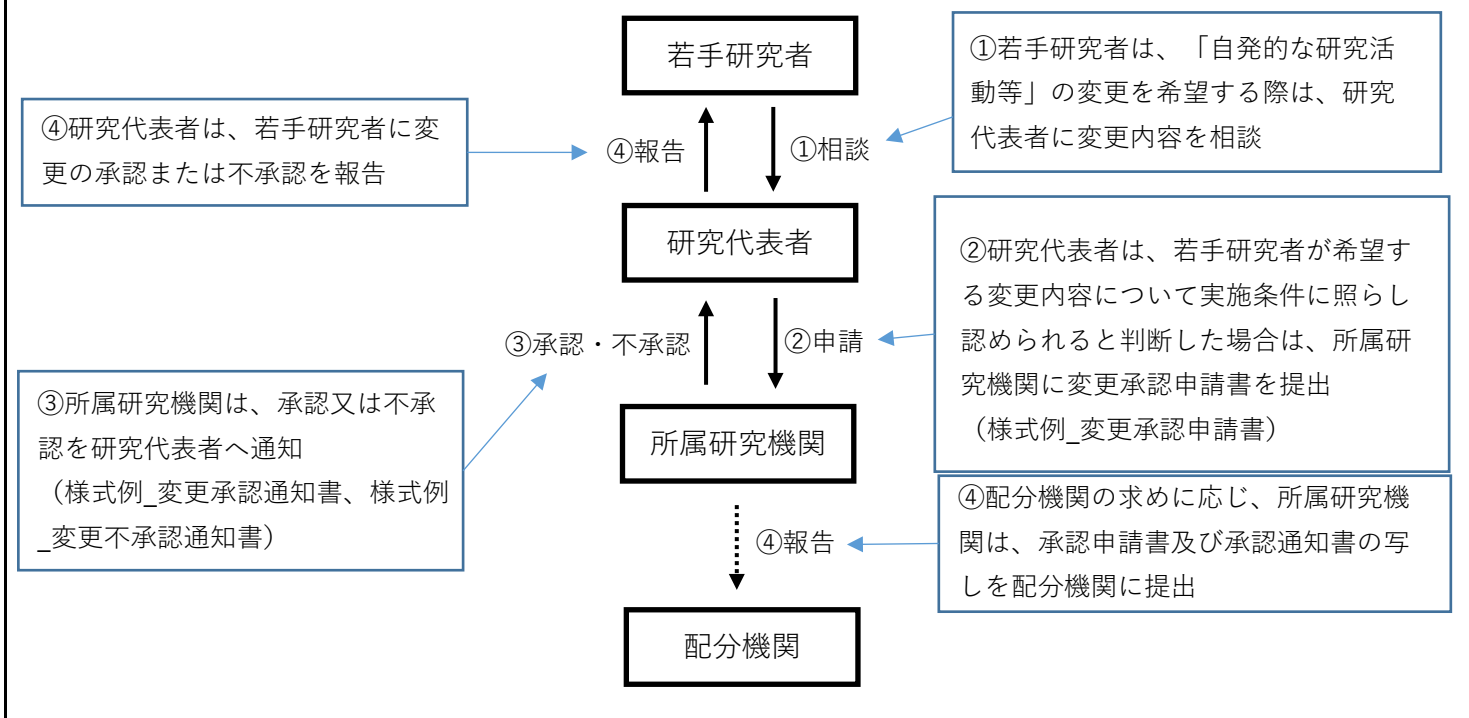 若手研究者
①若手研究者は、「自発的な研究活
動等」の変更を希望する際は、研究
代表者に変更内容を相談
④研究代表者は、若手研究者に変
更の承認または不承認を報告
④報告
①相談
研究代表者
②研究代表者は、若手研究者が希望す
る変更内容について実施条件に照らし
認められると判断した場合は、所属研
究機関に変更承認申請書を提出
（様式例_変更承認申請書）
③承認・不承認
②申請
③所属研究機関は、承認又は不承
認を研究代表者へ通知
（様式例_変更承認通知書、様式例
_変更不承認通知書）
所属研究機関
④配分機関の求めに応じ、所属研究機
関は、承認申請書及び承認通知書の写
しを配分機関に提出
④報告
配分機関